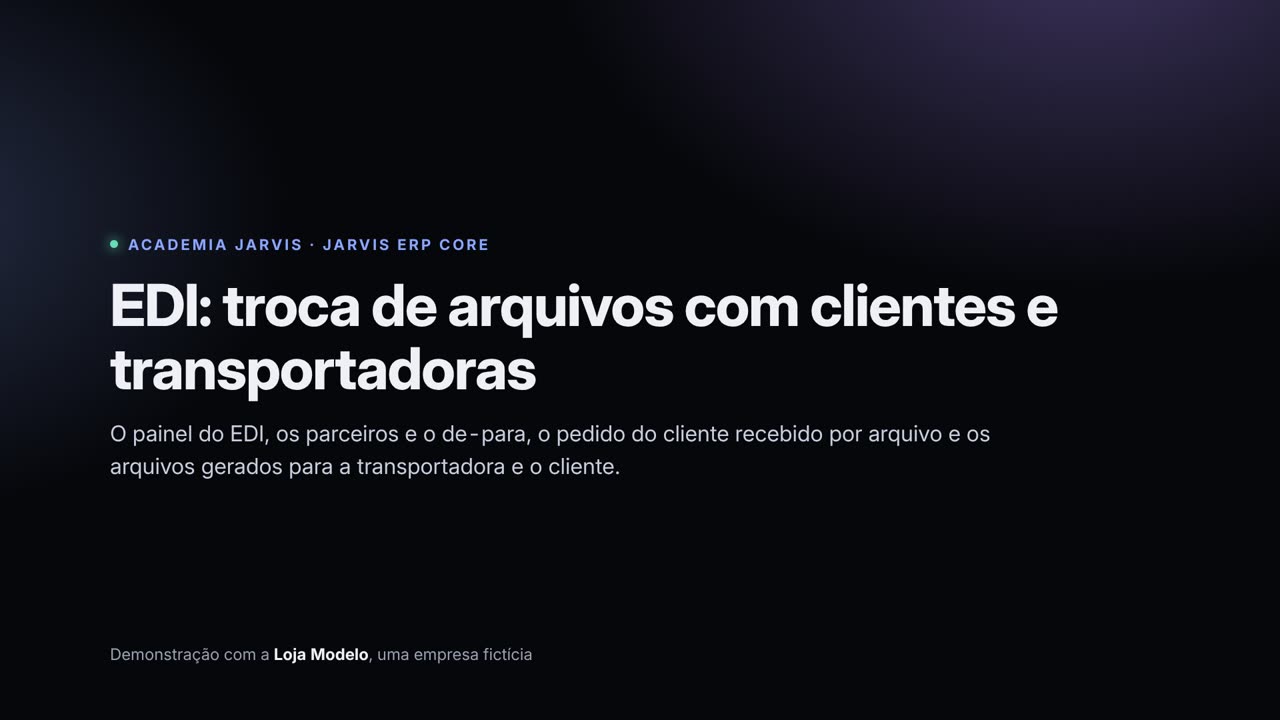 ACADEMIA JARVIS · JARVIS ERP CORE
EDI: troca de arquivos com clientes e
transportadoras
O painel do EDI, os parceiros e o de-para, o pedido do cliente recebido por arquivo e os
arquivos gerados para a transportadora e o cliente.
Demonstração com a Loja Modelo, uma empresa fictícia